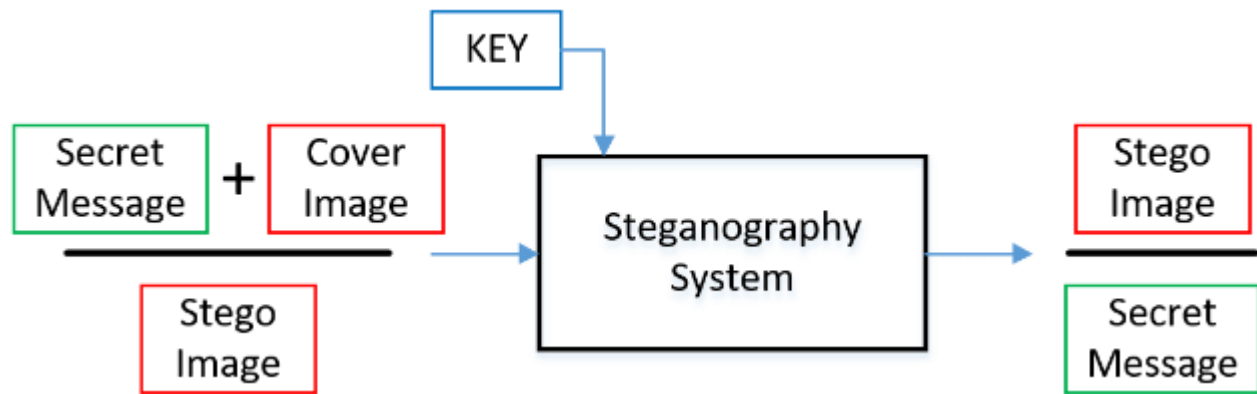 KEY
Secret
Message
+
Cover
Image
Stego
Image
Steganography
System
Stego
Image
Secret
Message